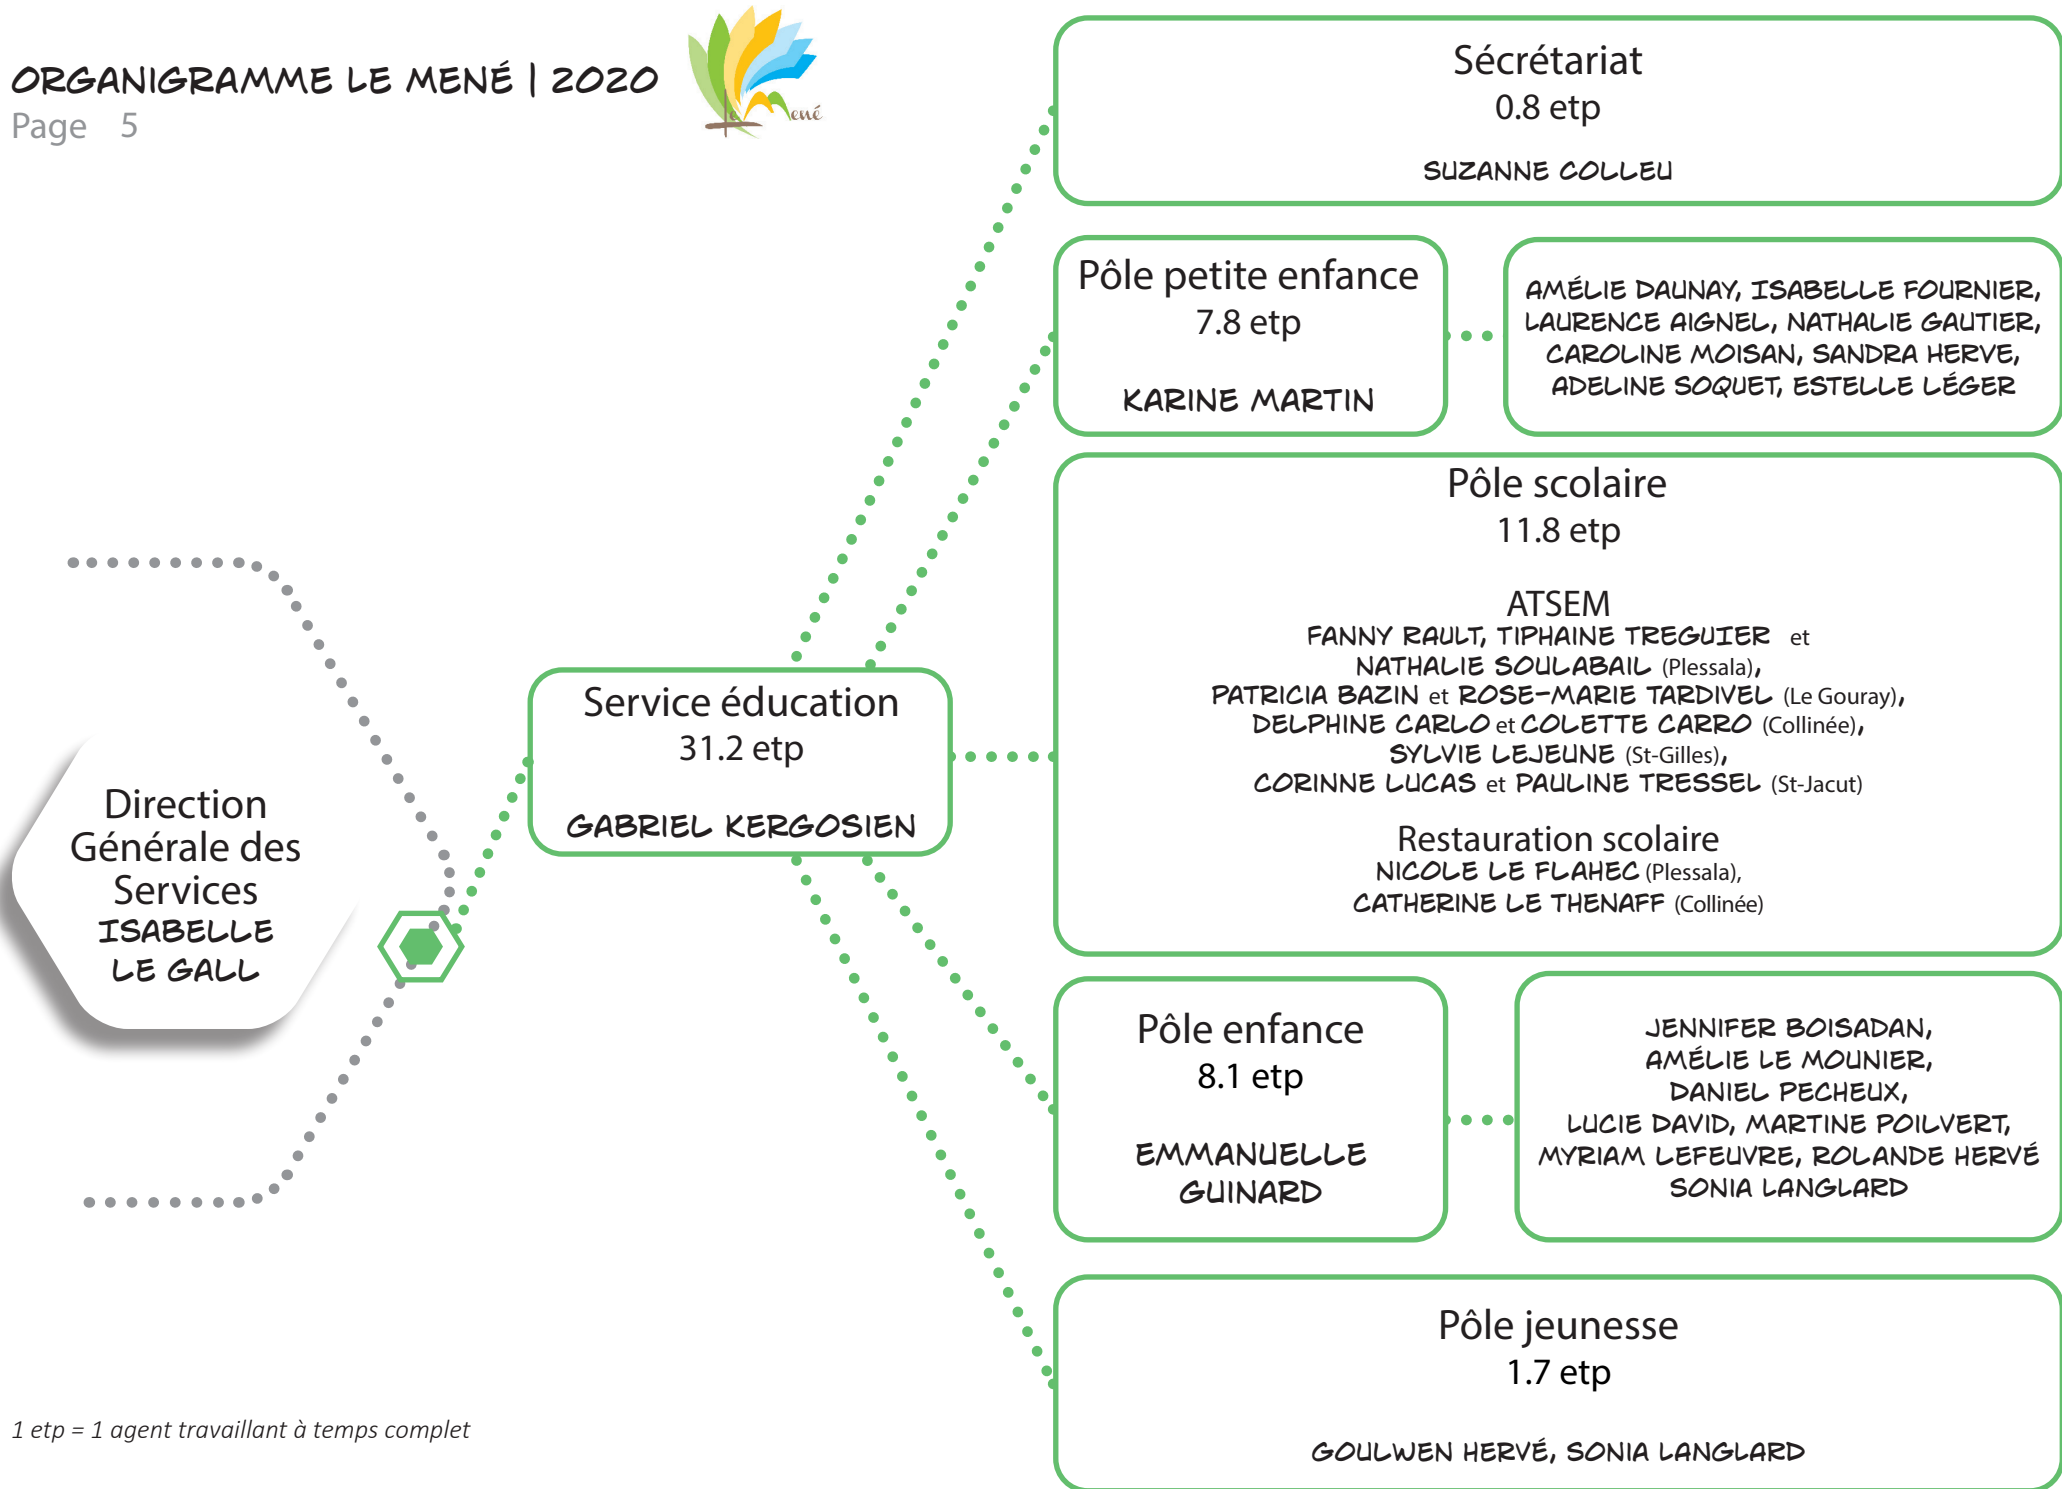 ORGANIGRAMME LE MENÉ | 2020
Page 5
le Mené
Sécrétariat
0.8 etp
SUZANNE COLLEU
Pôle petite enfance
7.8 etp
KARINE MARTIN
AMÉLIE DAUNAY, ISABELLE FOURNIER,
LAURENCE AIGNEL, NATHALIE GAUTIER,
CAROLINE MOISAN, SANDRA HERVE,
ADELINE SOQUET, ESTELLE LÉGER
Pôle scolaire
11.8 etp
ATSEM
FANNY RAULT, TIPHAINE TREGUIER et
NATHALIE SOULABAIL (Plessala),
PATRICIA BAZIN et ROSE-MARIE TARDIVEL (Le Gouray),
DELPHINE CARLO et COLETTE CARRO (Collinée),
SYLVIE LEJEUNE (St-Gilles),
CORINNE LUCAS et PAULINE TRESSEL (St-Jacut)
Restauration scolaire
NICOLE LE FLAHEC (Plessala),
CATHERINE LE THENAFF (Collinée)
Service éducation
31.2 etp
GABRIEL KERGOSIEN
Direction
Générale des
Services
ISABELLE
LE GALL
Pôle enfance
8.1 etp
EMMANUELLE
GUINARD
JENNIFER BOISADAN,
AMÉLIE LE MOUNIER,
DANIEL PECHEUX,
LUCIE DAVID, MARTINE POILVERT,
MYRIAM LEFEUVRE, ROLANDE HERVÉ
SONIA LANGLARD
Pôle jeunesse
1.7 etp
GOULWEN HERVÉ, SONIA LANGLARD
1 etp = 1 agent travaillant à temps complet